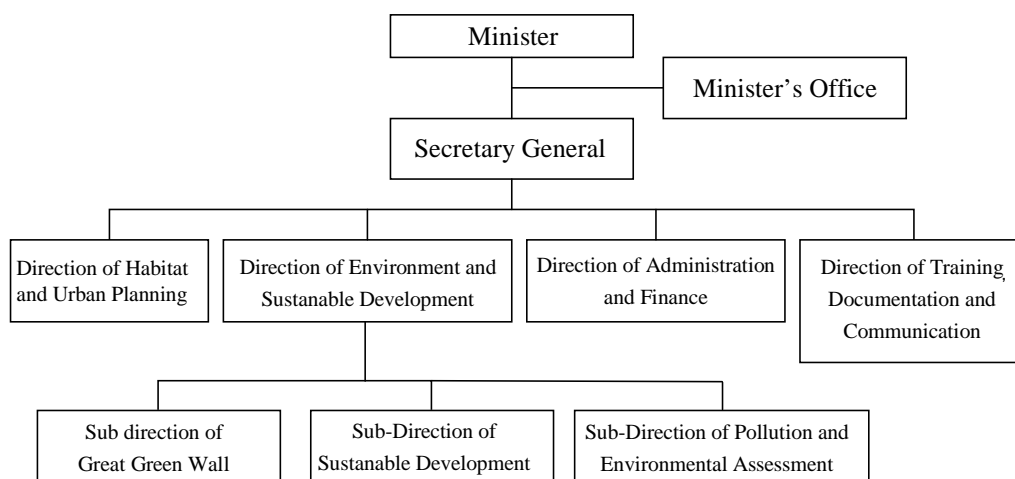 Minister
Minister’s Office
Secretary General
Direction of Habitat
and Urban Planning
Direction of Environment and
Sustanable Development
Direction of Administration
and Finance
Direction of Training,
Documentation and
Communication
Sub direction of
Great Green Wall
Sub-Direction of
Sustanable Development
Sub-Direction of Pollution and
Environmental Assessment